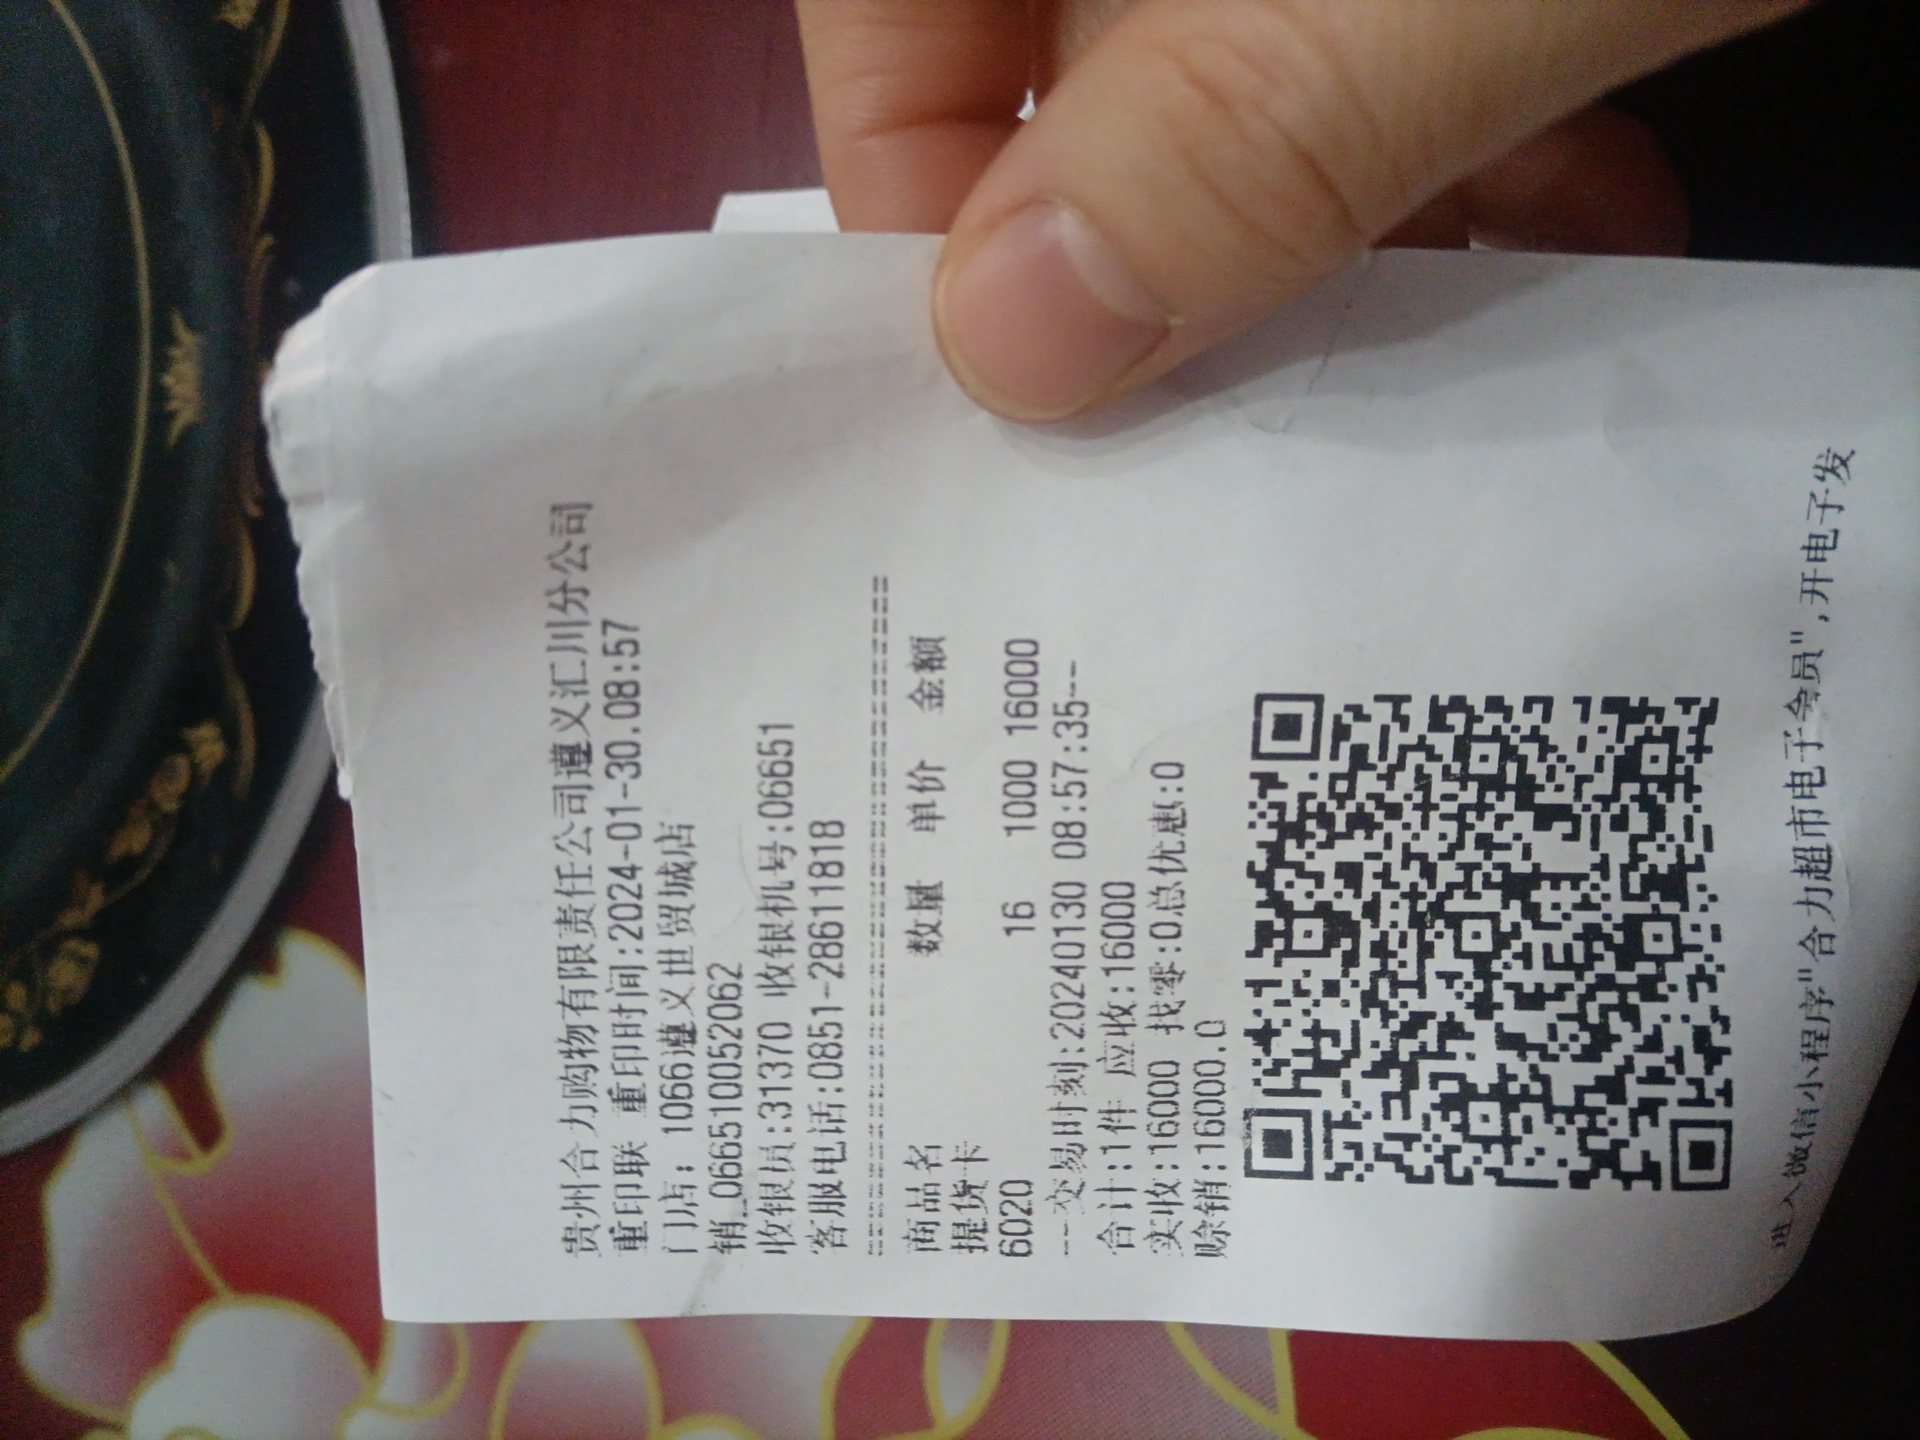 贵州合力购物有限责任公司遵义汇川分公司
重印联 重印时间:2024-01-30.08:57
门店: 1066遵义世贸城店
销_066510052062
收银员:31370 收银机号:06651
客服电话:0851-28611818
================================
商品名 数量 单价 金额
提货卡
6020 16 1000 16000
---交易时刻:20240130 08:57:35---
合计:1件 应收:16000
实收:16000 找零:0总优惠:0
赊销:16000.0
进入微信小程序"合力超市电子会员",开电子发